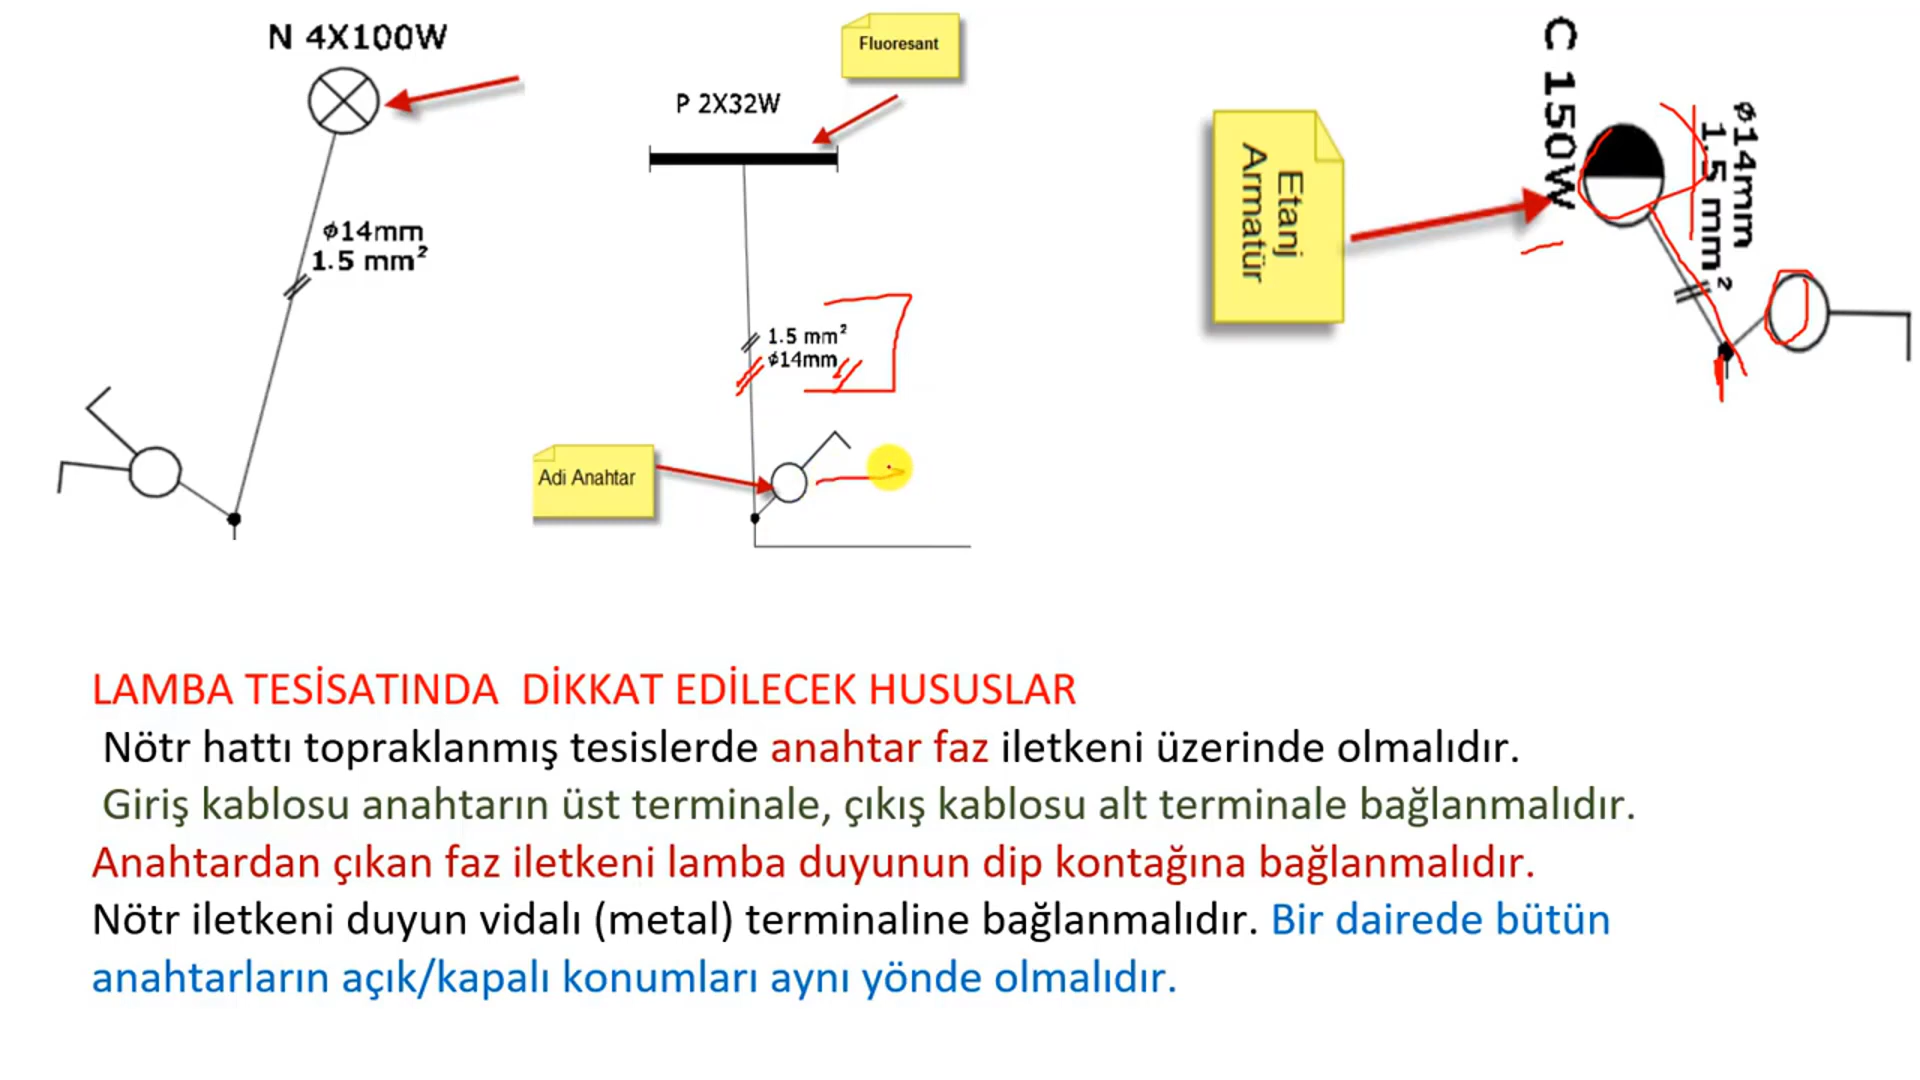 N 4X100W
Fluoresant
P 2X32W
C 150W
ϕ14mm
1.5 mm²
Etanj
Armatür
ϕ14mm
1.5 mm²
1.5 mm²
ϕ14mm
Adi Anahtar
LAMBA TESİSATINDA  DİKKAT EDİLECEK HUSUSLAR
Nötr hattı topraklanmış tesislerde anahtar faz iletkeni üzerinde olmalıdır.
Giriş kablosu anahtarın üst terminale, çıkış kablosu alt terminale bağlanmalıdır.
Anahtardan çıkan faz iletkeni lamba duyunun dip kontağına bağlanmalıdır.
Nötr iletkeni duyun vidalı (metal) terminaline bağlanmalıdır. Bir dairede bütün
anahtarların açık/kapalı konumları aynı yönde olmalıdır.